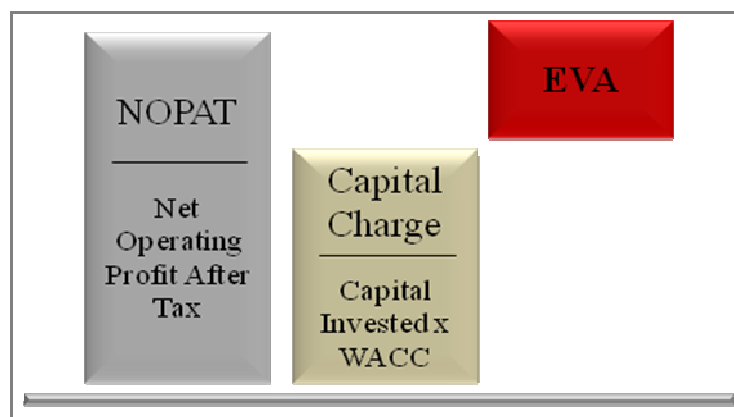 NOPAT
Net
Operating
Profit After
Tax
Capital
Charge
Capital
Invested x
WACC
EVA